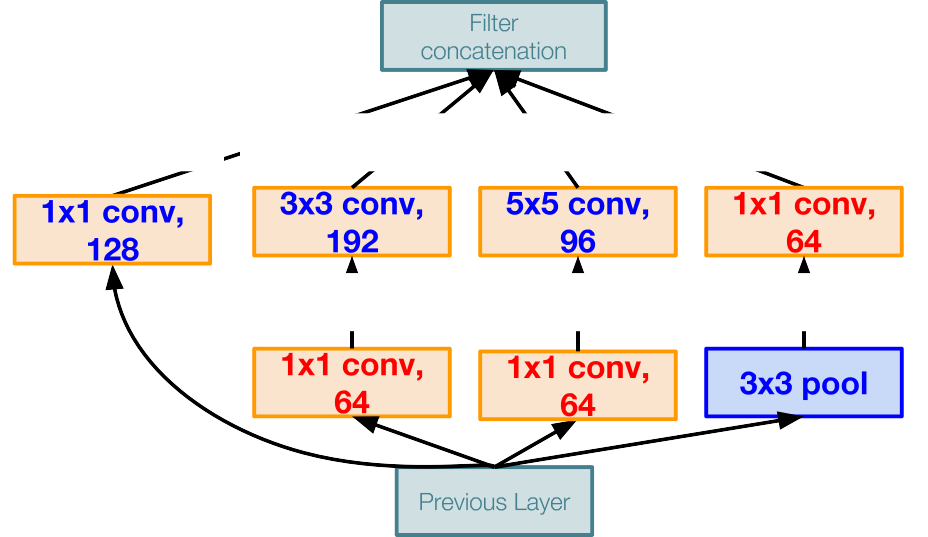 Filter
concatenation
1x1 conv,
128
3x3 conv,
192
5x5 conv,
96
1x1 conv,
64
1x1 conv,
64
1x1 conv,
64
3x3 pool
Previous Layer